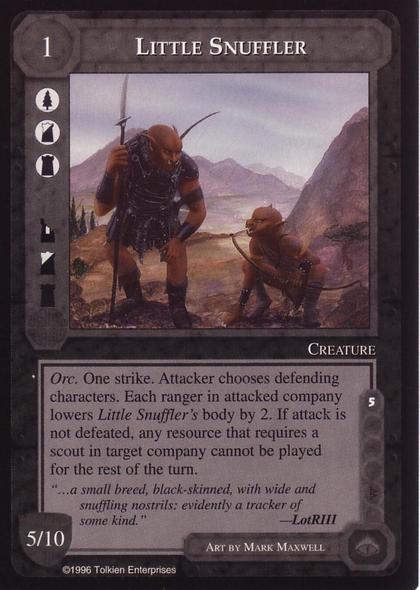 1
LITTLE SNUFFLER
CREATURE
Orc. One strike. Attacker chooses defending
characters. Each ranger in attacked company
lowers Little Snuffler's body by 2. If attack is
not defeated, any resource that requires a
scout in target company cannot be played
for the rest of the turn.
5
“...a small breed, black-skinned, with wide and
snuffling nostrils: evidently a tracker of
some kind.”
—LotRIII
5/10
ART BY MARK MAXWELL
©1996 Tolkien Enterprises